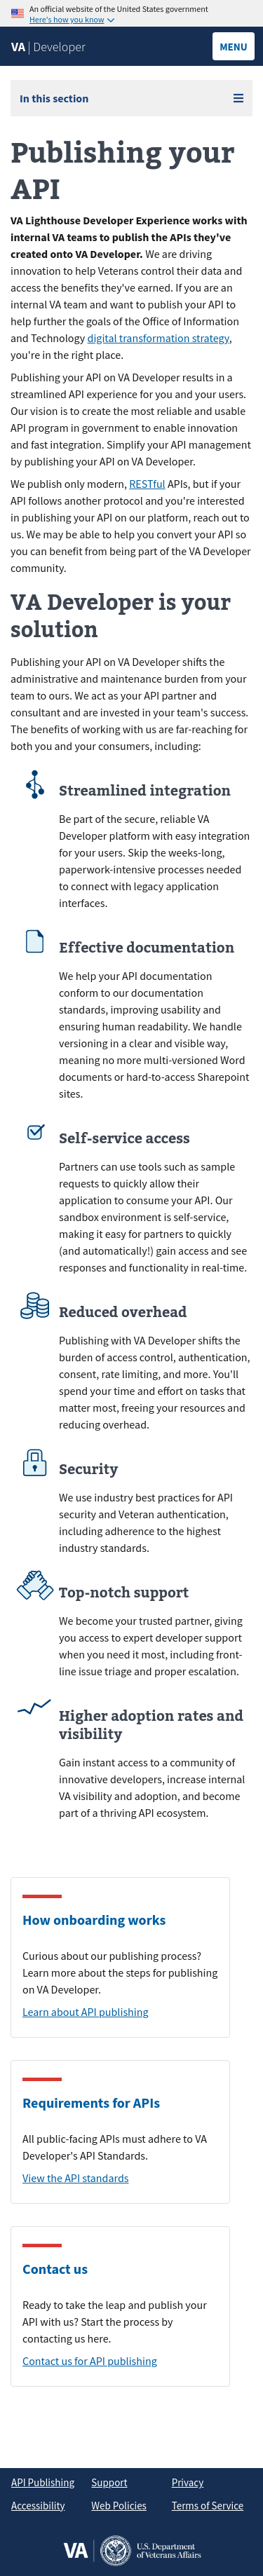 An official website of the United States government
Here's how you know
VA | Developer
MENU
In this section
Publishing your
API
VA Lighthouse Developer Experience works with
internal VA teams to publish the APIs they've
created onto VA Developer. We are driving
innovation to help Veterans control their data and
access the benefits they've earned. If you are an
internal VA team and want to publish your API to
help further the goals of the Office of Information
and Technology digital transformation strategy,
you're in the right place.
Publishing your API on VA Developer results in a
streamlined API experience for you and your users.
Our vision is to create the most reliable and usable
API program in government to enable innovation
and fast integration. Simplify your API management
by publishing your API on VA Developer.
We publish only modern, RESTful APIs, but if your
API follows another protocol and you're interested
in publishing your API on our platform, reach out to
us. We may be able to help you convert your API so
you can benefit from being part of the VA Developer
community.
VA Developer is your
solution
Publishing your API on VA Developer shifts the
administrative and maintenance burden from your
team to ours. We act as your API partner and
consultant and are invested in your team's success.
The benefits of working with us are far-reaching for
both you and your consumers, including:
Streamlined integration
Be part of the secure, reliable VA
Developer platform with easy integration
for your users. Skip the weeks-long,
paperwork-intensive processes needed
to connect with legacy application
interfaces.
Effective documentation
We help your API documentation
conform to our documentation
standards, improving usability and
ensuring human readability. We handle
versioning in a clear and visible way,
meaning no more multi-versioned Word
documents or hard-to-access Sharepoint
sites.
Self-service access
Partners can use tools such as sample
requests to quickly allow their
application to consume your API. Our
sandbox environment is self-service,
making it easy for partners to quickly
(and automatically!) gain access and see
responses and functionality in real-time.
Reduced overhead
Publishing with VA Developer shifts the
burden of access control, authentication,
consent, rate limiting, and more. You'll
spend your time and effort on tasks that
matter most, freeing your resources and
reducing overhead.
Security
We use industry best practices for API
security and Veteran authentication,
including adherence to the highest
industry standards.
Top-notch support
We become your trusted partner, giving
you access to expert developer support
when you need it most, including front-
line issue triage and proper escalation.
Higher adoption rates and
visibility
Gain instant access to a community of
innovative developers, increase internal
VA visibility and adoption, and become
part of a thriving API ecosystem.
How onboarding works
Curious about our publishing process?
Learn more about the steps for publishing
on VA Developer.
Learn about API publishing
Requirements for APIs
All public-facing APIs must adhere to VA
Developer's API Standards.
View the API standards
Contact us
Ready to take the leap and publish your
API with us? Start the process by
contacting us here.
Contact us for API publishing
API Publishing Support Privacy
Accessibility Web Policies Terms of Service
VA U.S. Department
of Veterans Affairs